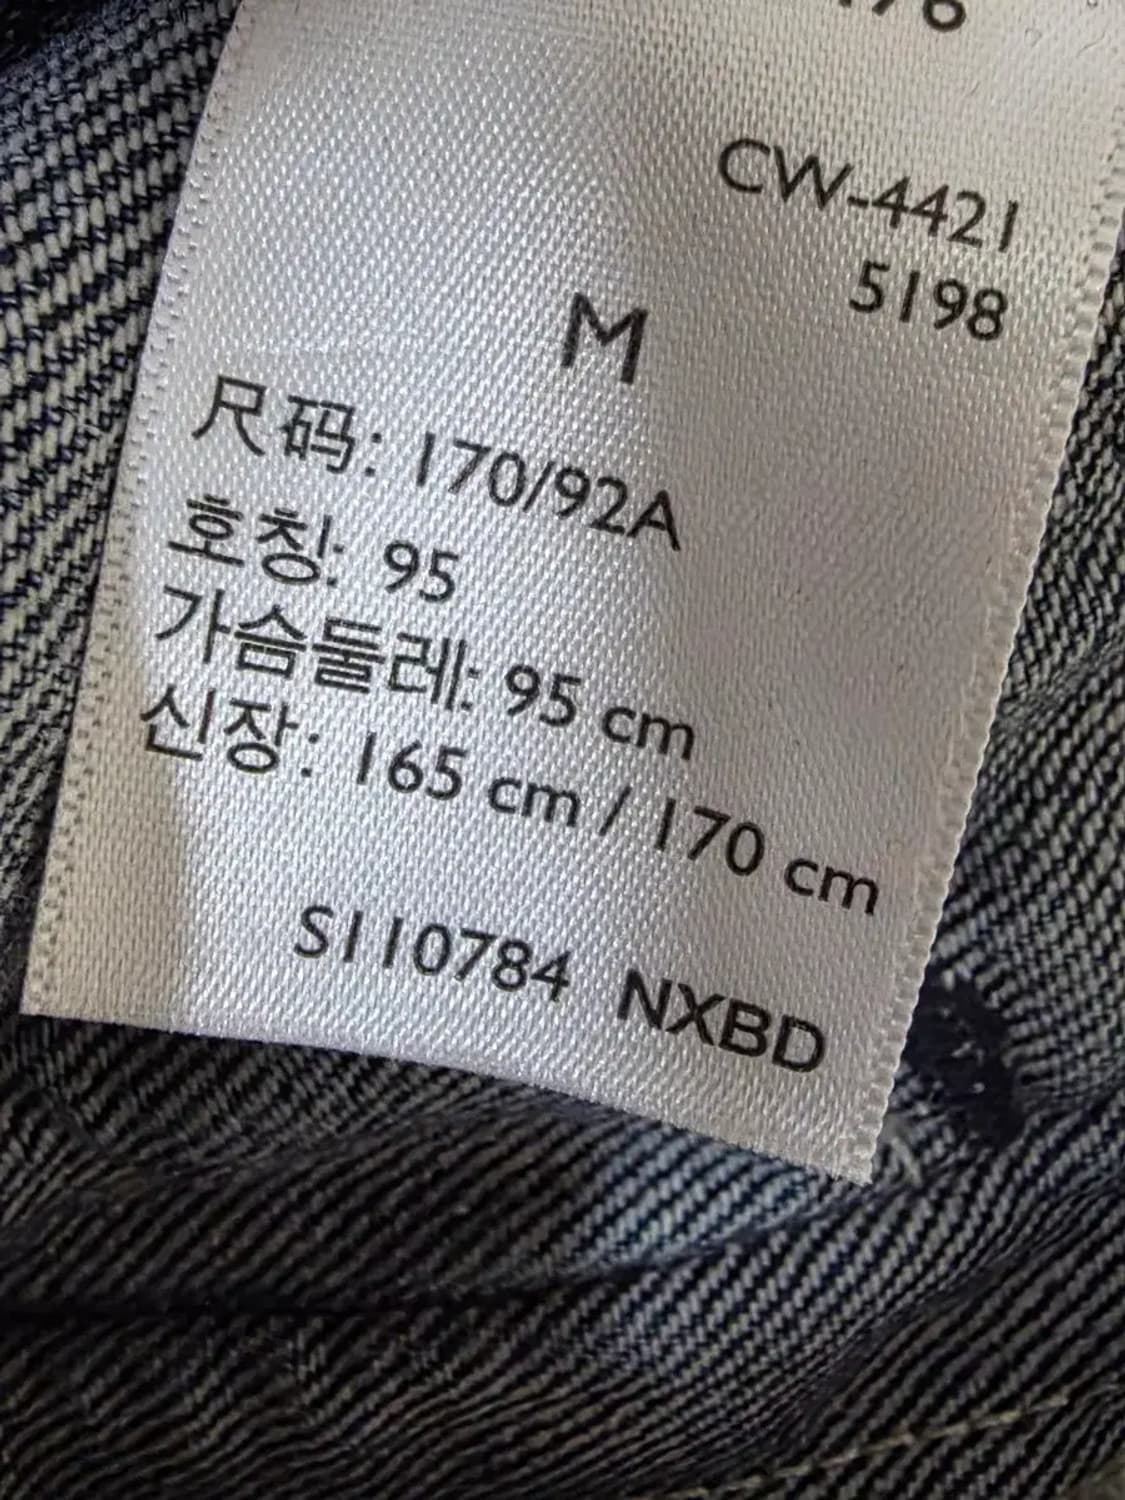 CW-4421
5198
M
尺码: 170/92A
호칭: 95
가슴둘레: 95 cm
신장: 165 cm / 170 cm
S110784 NXBD